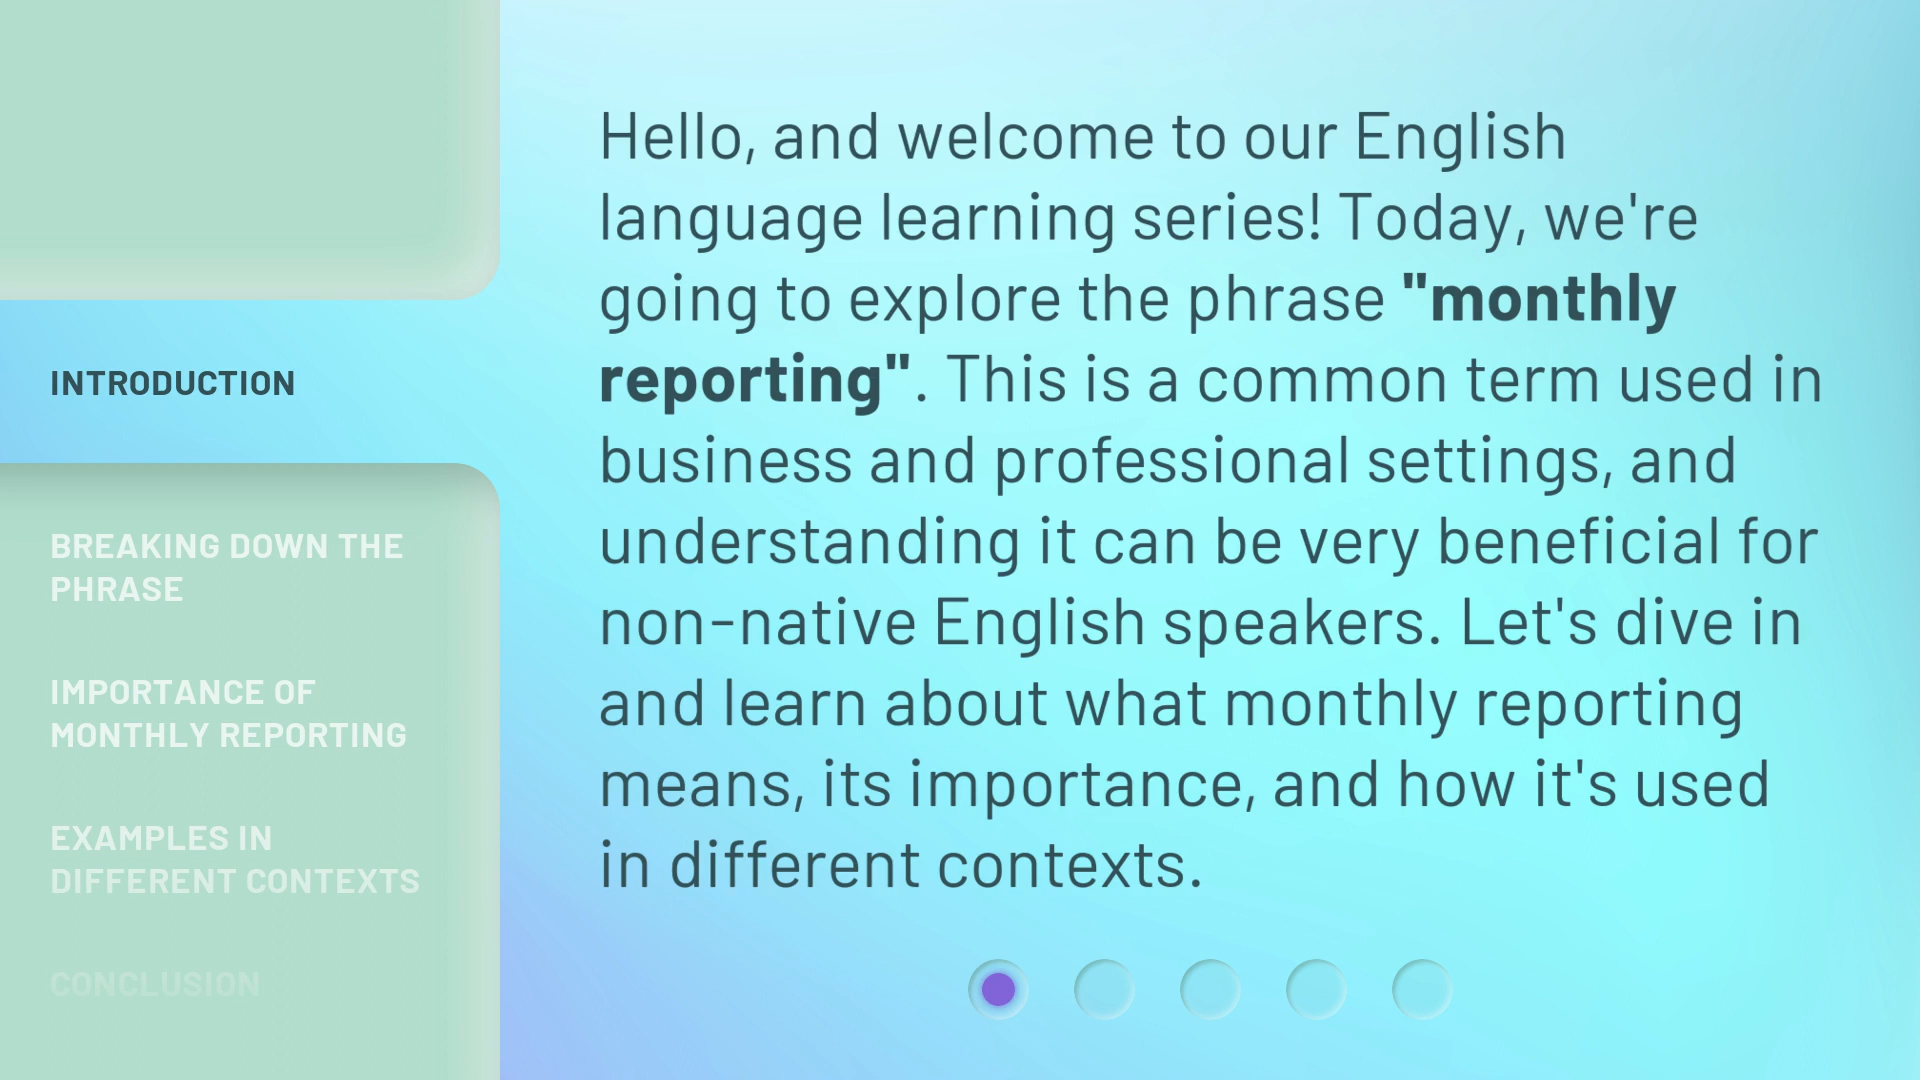 INTRODUCTION
BREAKING DOWN THE
PHRASE
IMPORTANCE OF
MONTHLY REPORTING
EXAMPLES IN
DIFFERENT CONTEXTS
CONCLUSION
Hello, and welcome to our English
language learning series! Today, we're
going to explore the phrase "monthly
reporting". This is a common term used in
business and professional settings, and
understanding it can be very beneficial for
non-native English speakers. Let's dive in
and learn about what monthly reporting
means, its importance, and how it's used
in different contexts.